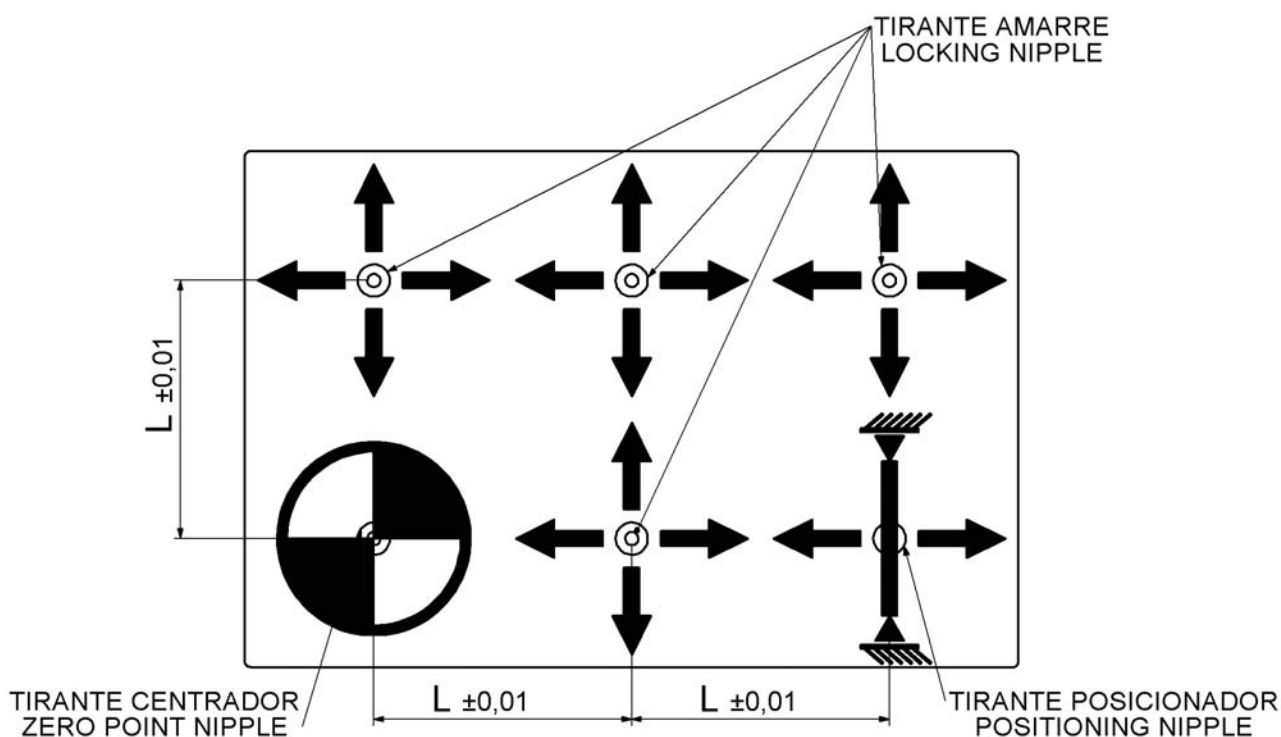 TIRANTE AMARRE
LOCKING NIPPLE
L ±0,01
TIRANTE CENTRADOR
ZERO POINT NIPPLE
L ±0,01
L ±0,01
TIRANTE POSICIONADOR
POSITIONING NIPPLE